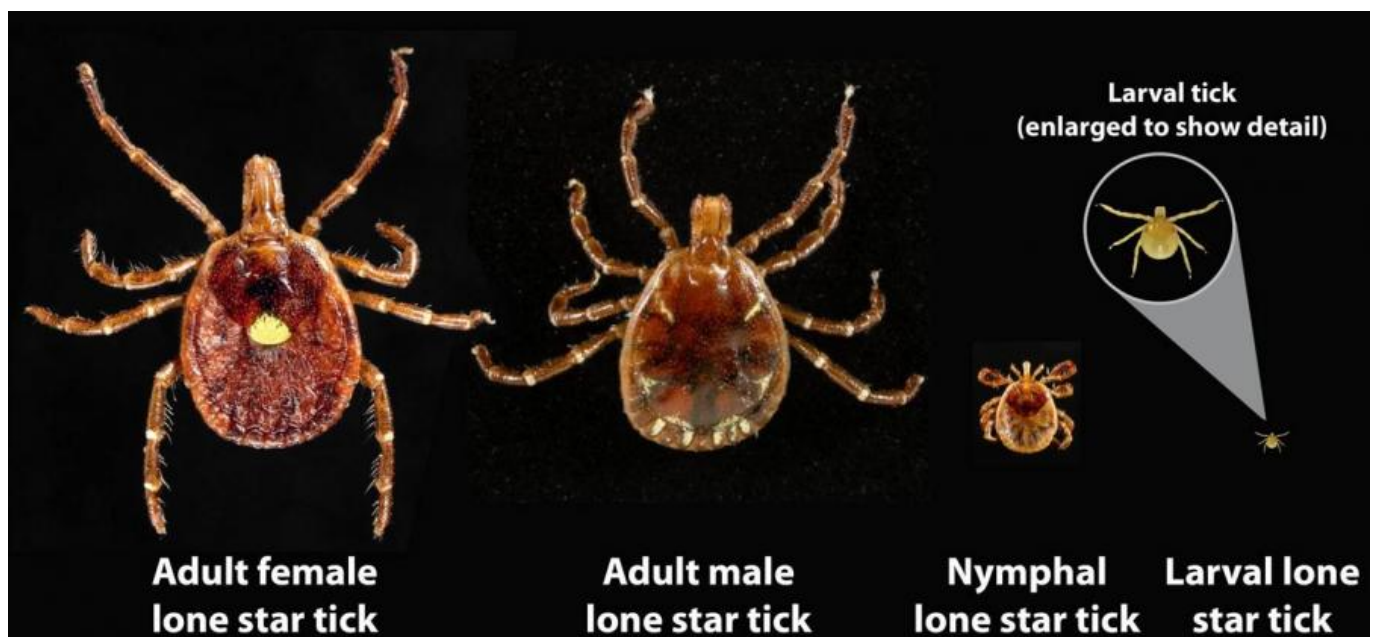 Larval tick
(enlarged to show detail)
Adult female
lone star tick
Adult male
lone star tick
Nymphal
lone star tick
Larval lone
star tick